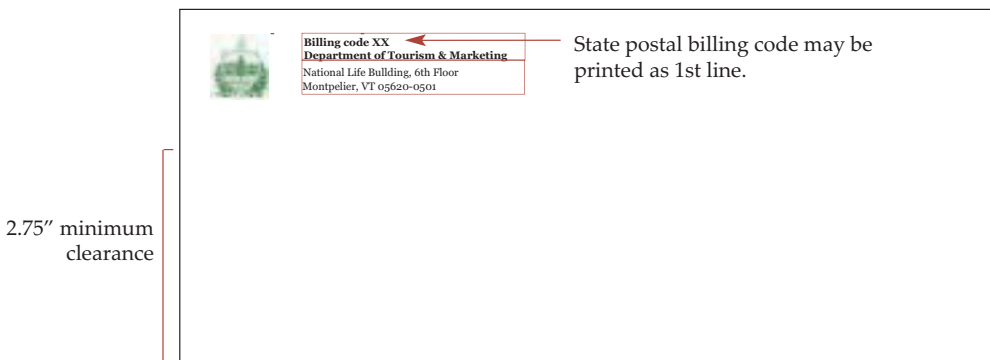 Billing code XX
Department of Tourism & Marketing
National Life Building, 6th Floor
Montpelier, VT 05620-0501
State postal billing code may be
printed as 1st line.
2.75″ minimum
clearance